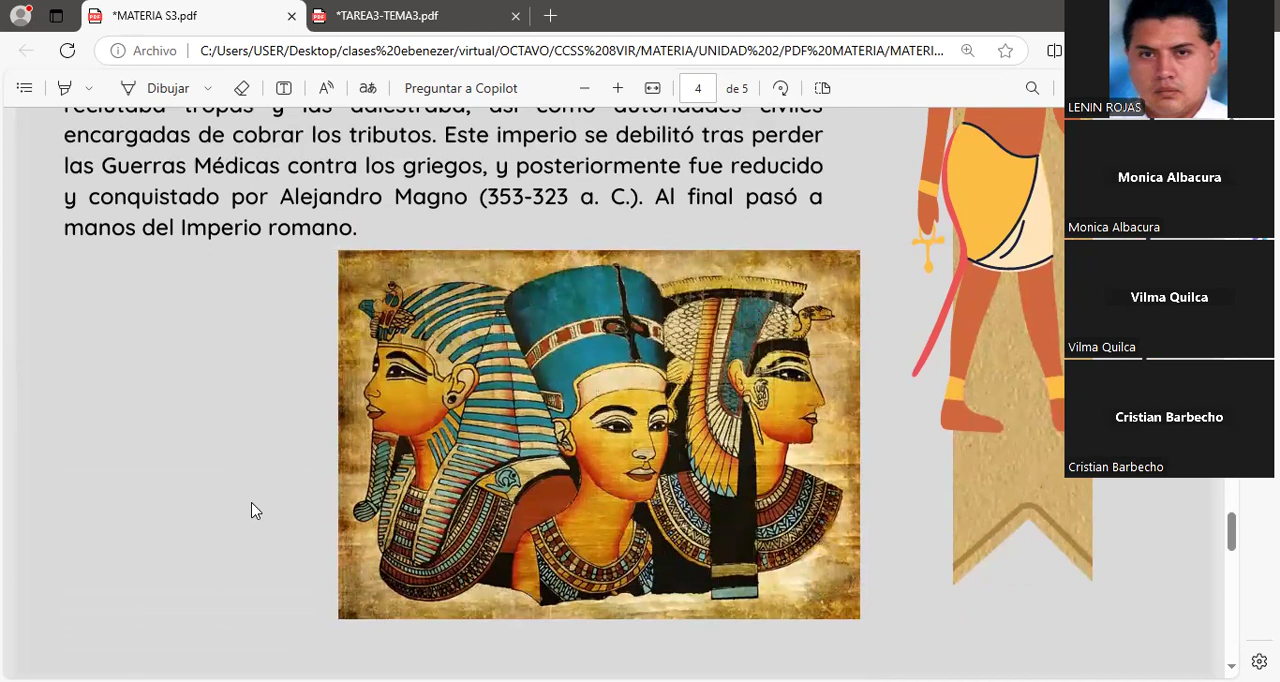 *MATERIA S3.pdf
*TAREA3-TEMA3.pdf
Archivo
C:/Users/USER/Desktop/clases%20ebenezer/virtual/OCTAVO/CCSS%208VIR/MATERIA/UNIDAD%202/PDF%20MATERIA/MATERI...
Dibujar
Preguntar a Copilot
4
de 5
encargadas de cobrar los tributos. Este imperio se debilitó tras perder
las Guerras Médicas contra los griegos, y posteriormente fue reducido
y conquistado por Alejandro Magno (353-323 a. C.). Al final pasó a
manos del Imperio romano.
LENIN ROJAS
Monica Albacura
Monica Albacura
Vilma Quilca
Vilma Quilca
Cristian Barbecho
Cristian Barbecho